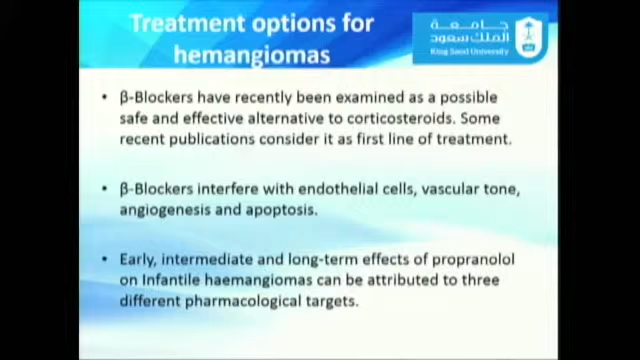 Treatment options for
hemangiomas
جامعة
الملك سعود
King Saud University
• β-Blockers have recently been examined as a possible
safe and effective alternative to corticosteroids. Some
recent publications consider it as first line of treatment.
• β-Blockers interfere with endothelial cells, vascular tone,
angiogenesis and apoptosis.
• Early, intermediate and long-term effects of propranolol
on Infantile haemangiomas can be attributed to three
different pharmacological targets.